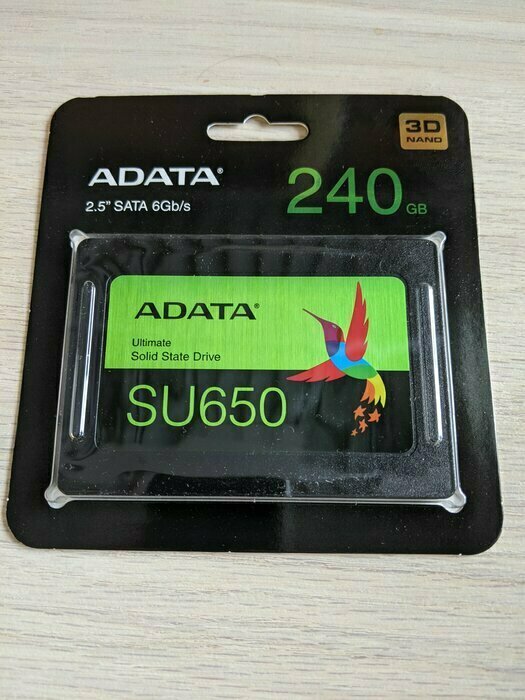 3D
NAND
ADATA®
240 GB
2.5" SATA 6Gb/s
ADATA®
Ultimate
Solid State Drive
SU650